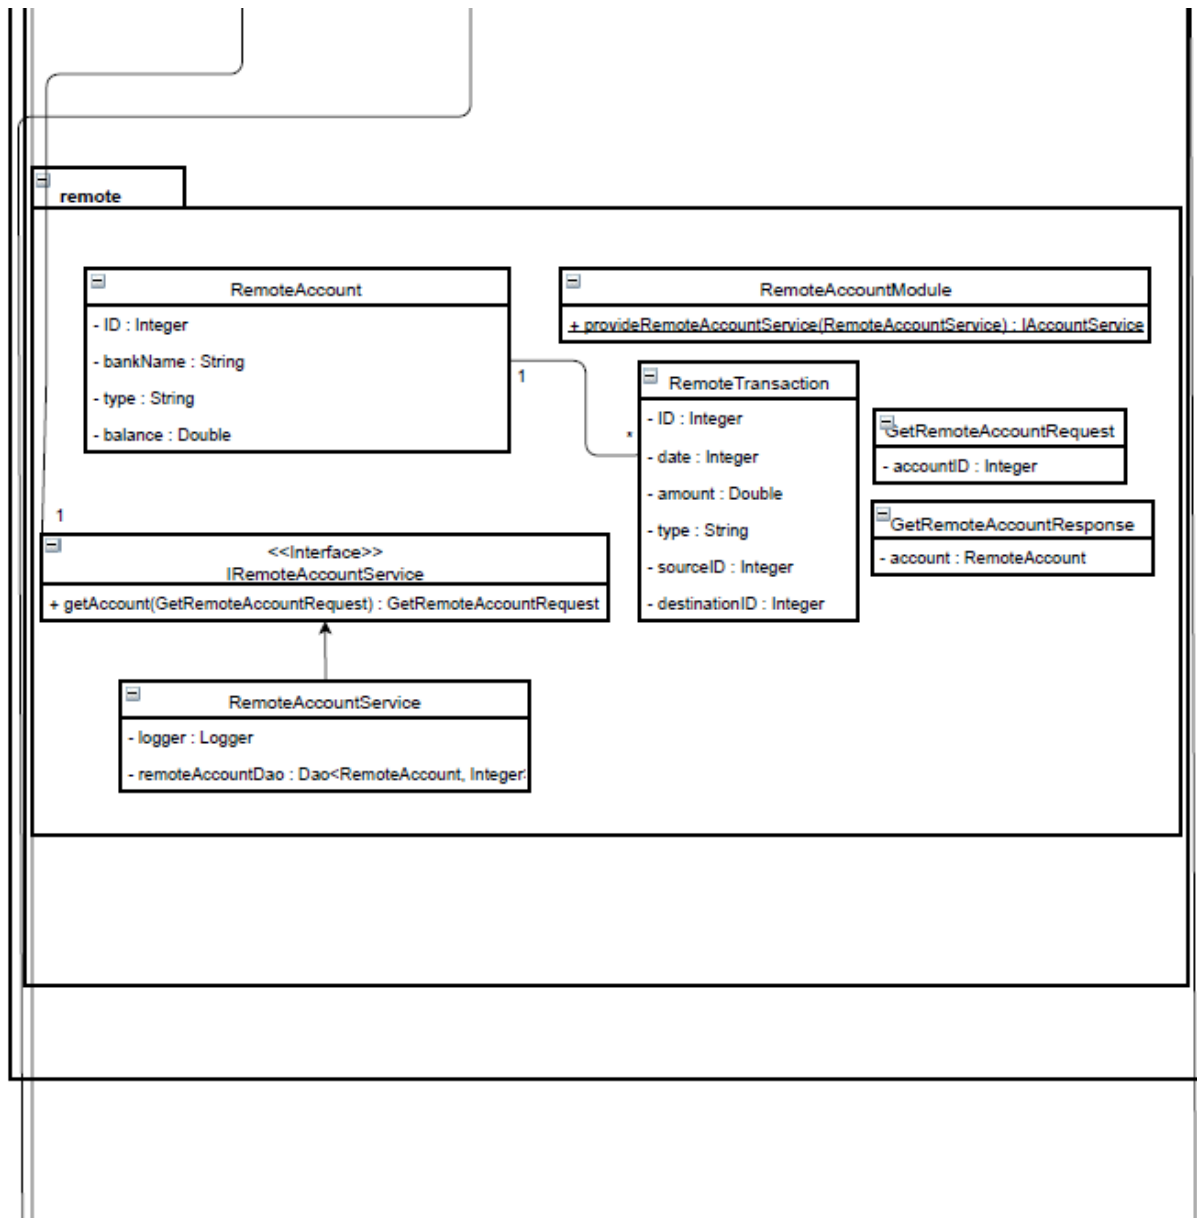 remote
RemoteAccount
- ID : Integer
- bankName : String
- type : String
- balance : Double
RemoteAccountModule
+ provideRemoteAccountService(RemoteAccountService) : IAccountService
1
*
RemoteTransaction
- ID : Integer
- date : Integer
- amount : Double
- type : String
- sourceID : Integer
- destinationID : Integer
GetRemoteAccountRequest
- accountID : Integer
GetRemoteAccountResponse
- account : RemoteAccount
1
<<Interface>>
IRemoteAccountService
+ getAccount(GetRemoteAccountRequest) : GetRemoteAccountRequest
RemoteAccountService
- logger : Logger
- remoteAccountDao : Dao<RemoteAccount, Integer>